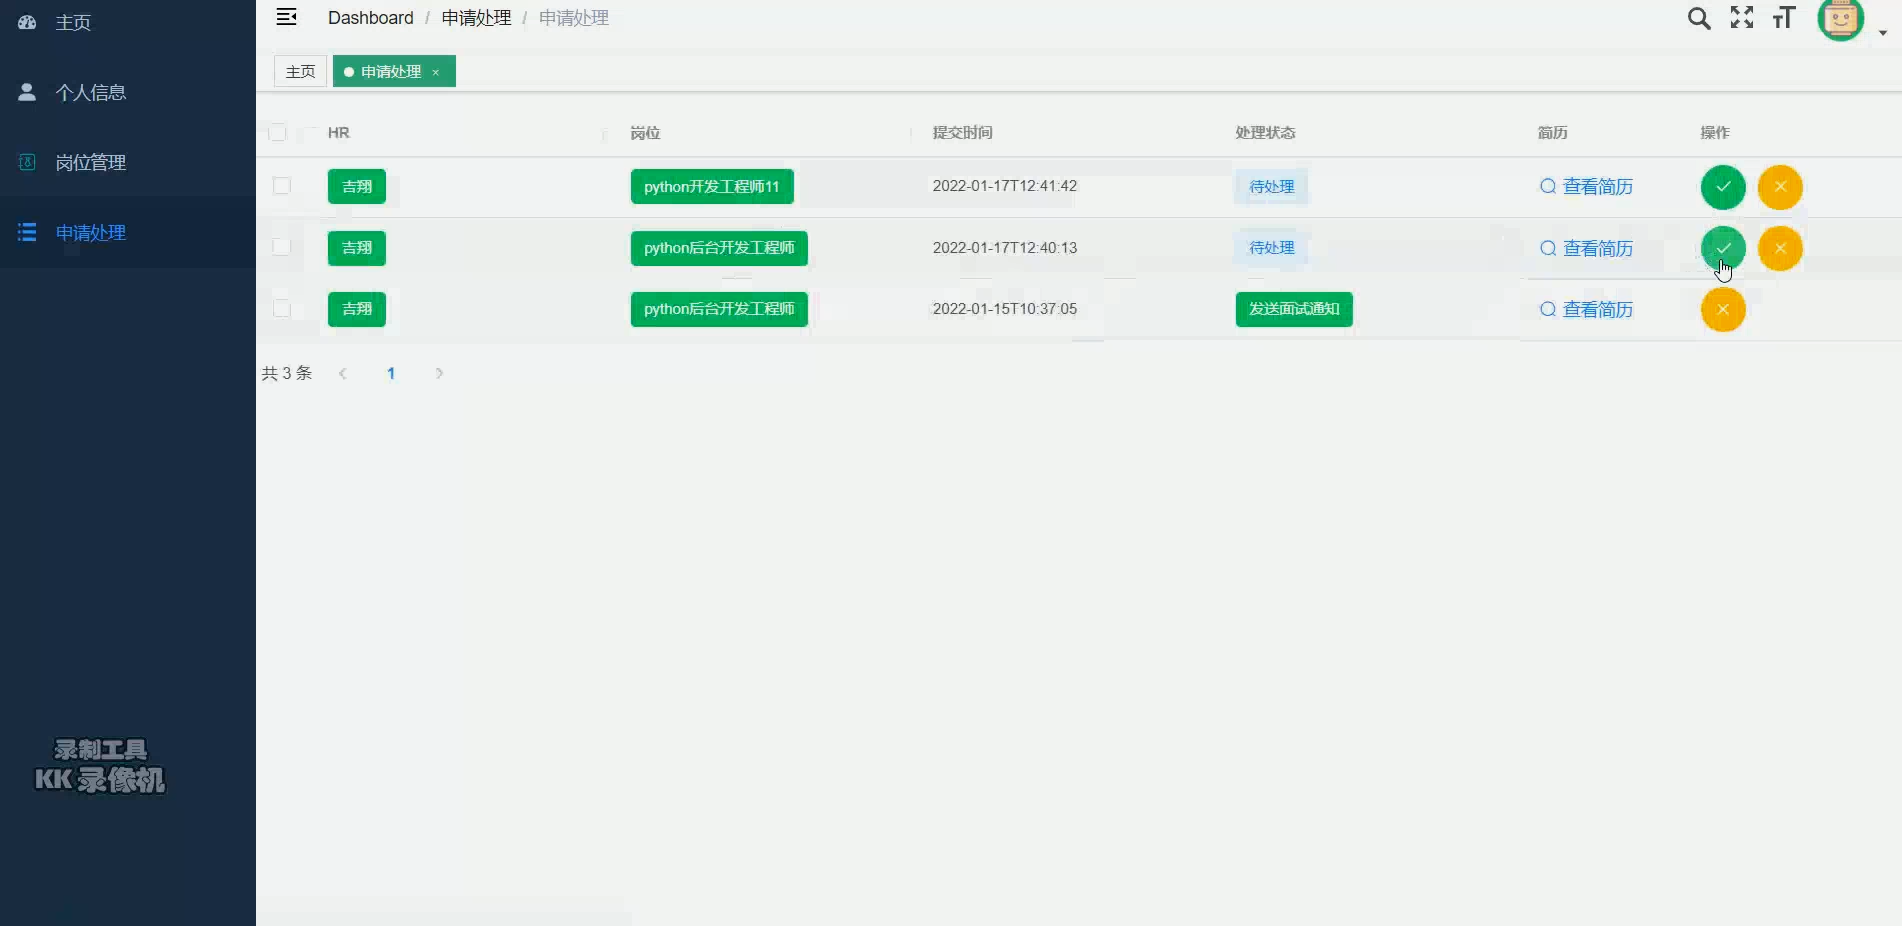 主页
个人信息
岗位管理
申请处理
录制工具
KK 录像机
Dashboard / 申请处理 / 申请处理
主页
申请处理 ×
HR 岗位 提交时间 处理状态 简历 操作
吉翔 python开发工程师11 2022-01-17T12:41:42 待处理 查看简历
吉翔 python后台开发工程师 2022-01-17T12:40:13 待处理 查看简历
吉翔 python后台开发工程师 2022-01-15T10:37:05 发送面试通知 查看简历
共 3 条 < 1 >